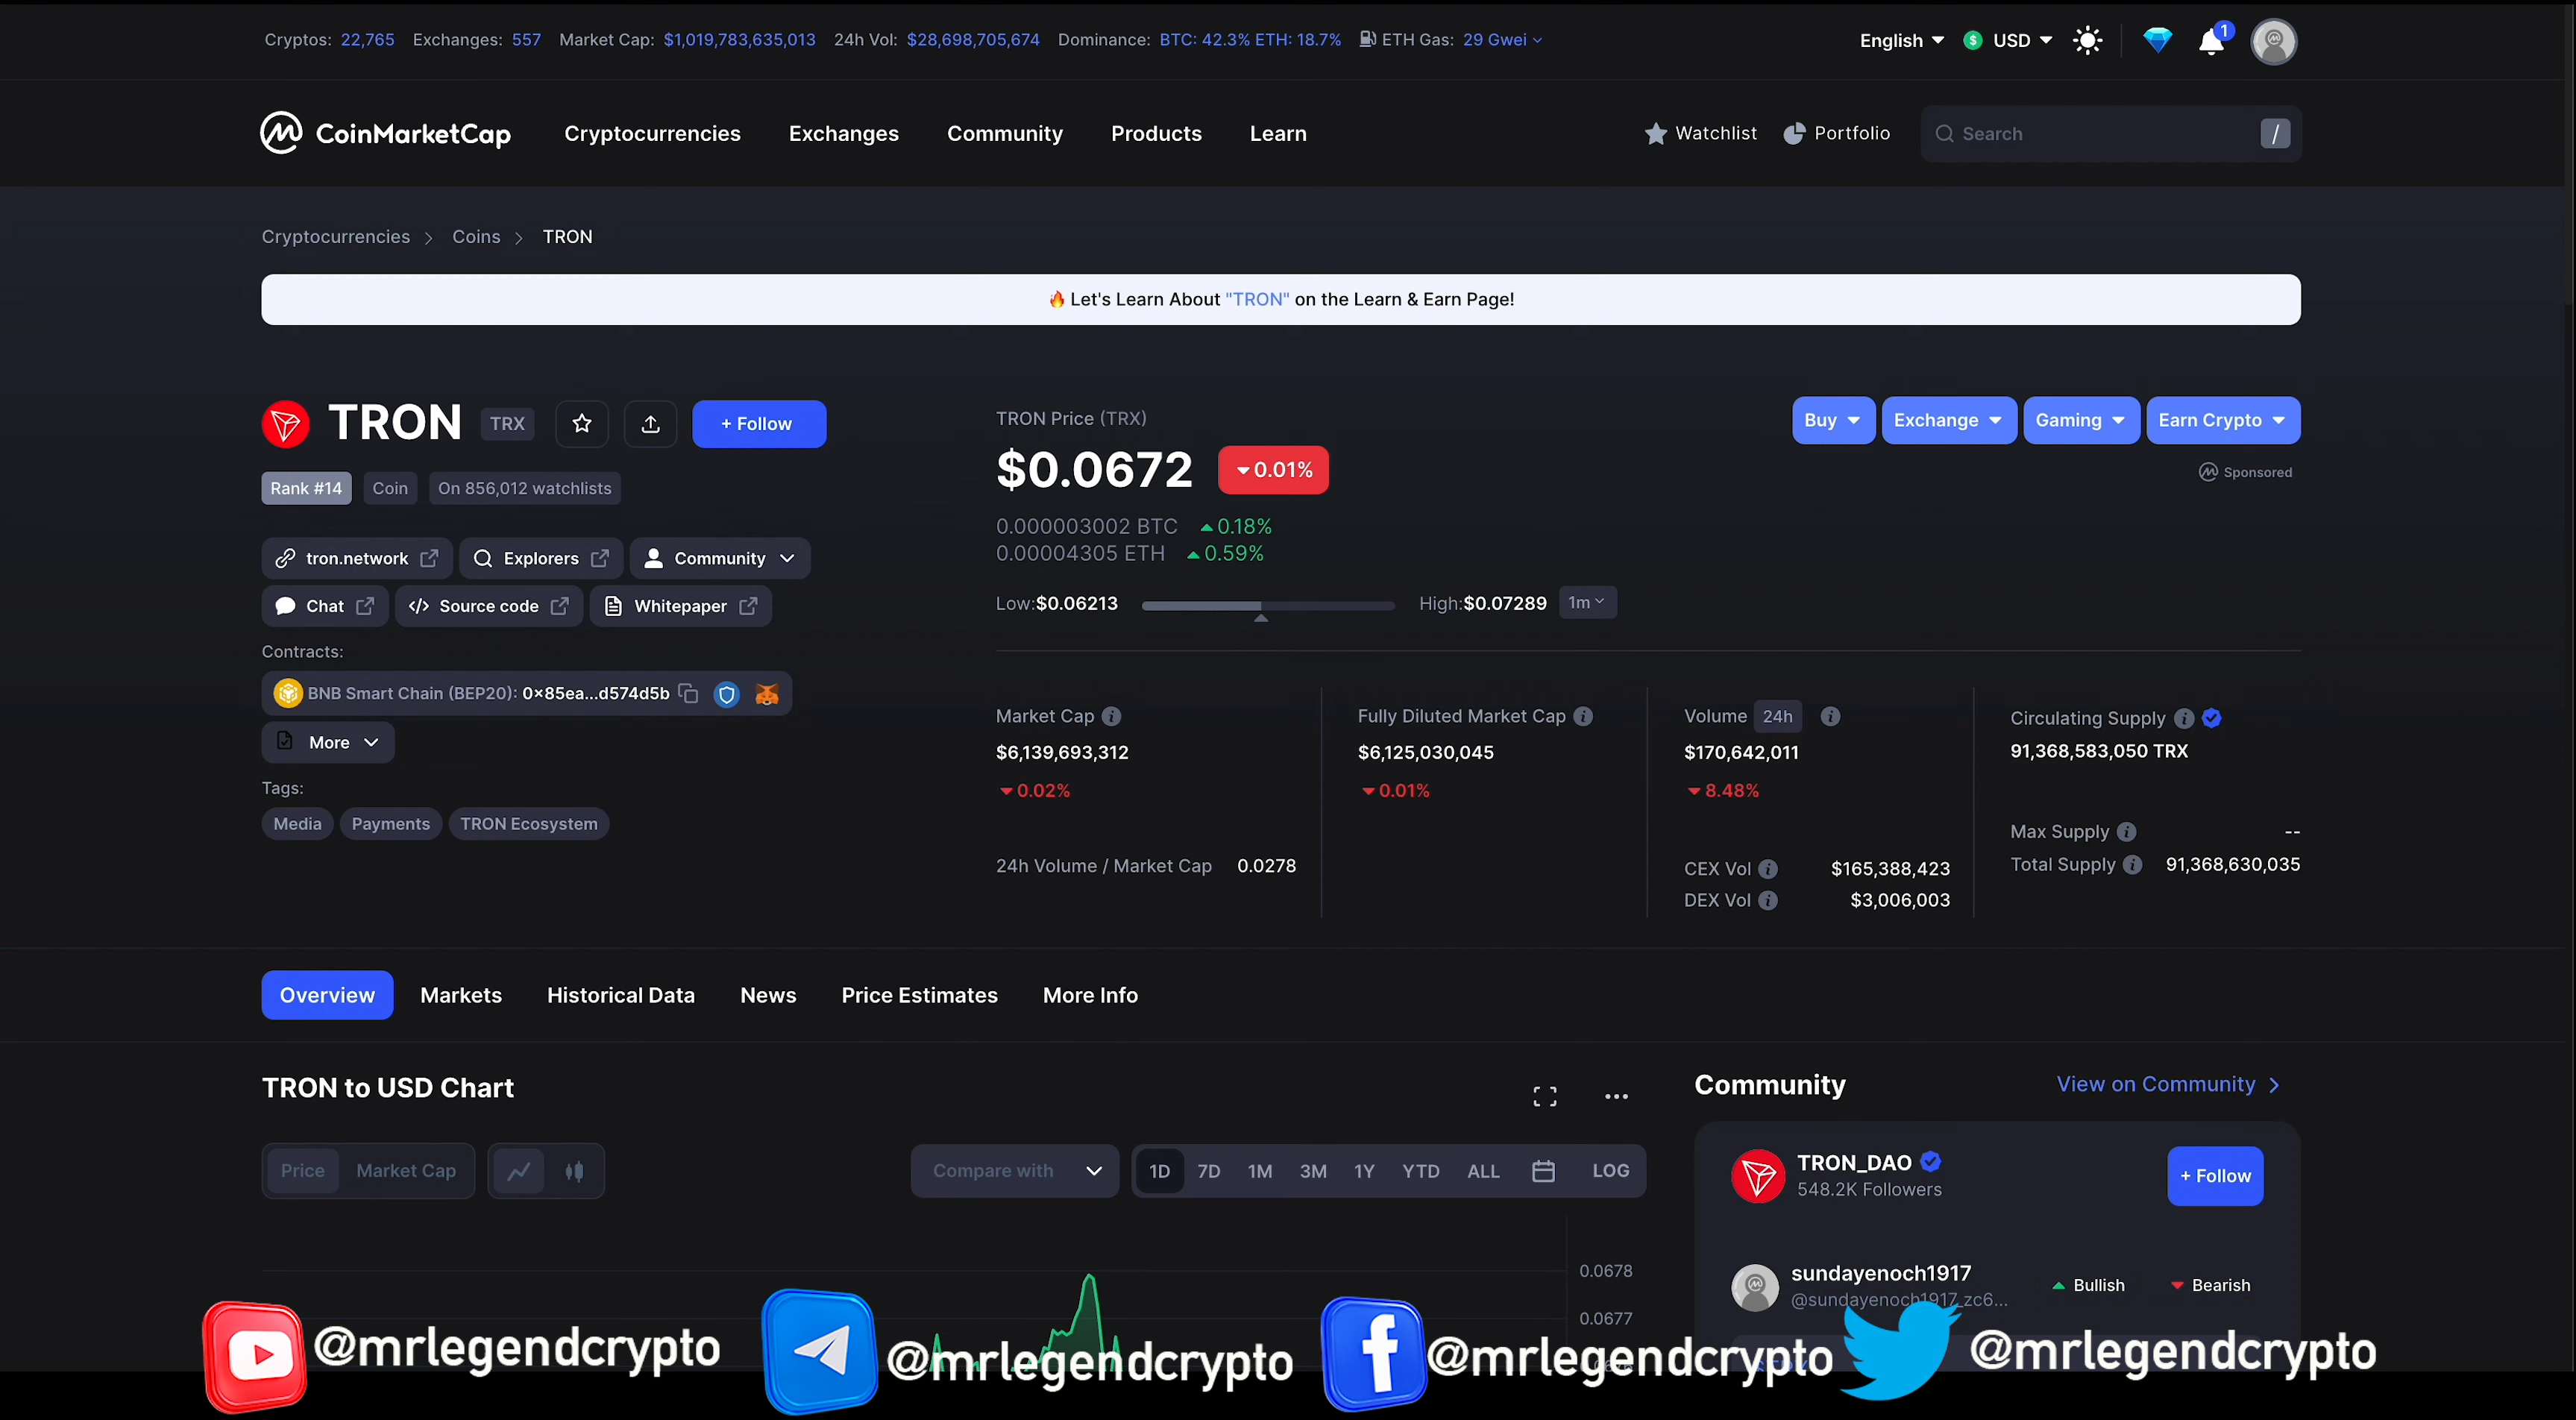 Cryptos: 22,765 Exchanges: 557 Market Cap: $1,019,783,635,013 24h Vol: $28,698,705,674 Dominance: BTC: 42.3% ETH: 18.7% ETH Gas: 29 Gwei
English USD 1
CoinMarketCap Cryptocurrencies Exchanges Community Products Learn Watchlist Portfolio Search /
Cryptocurrencies > Coins > TRON
🔥 Let's Learn About "TRON" on the Learn & Earn Page!
TRON TRX + Follow
Rank #14 Coin On 856,012 watchlists
tron.network Explorers Community
Chat Source code Whitepaper
Contracts:
BNB Smart Chain (BEP20): 0x85ea...d574d5b
More
Tags:
Media Payments TRON Ecosystem
TRON Price (TRX)
$0.0672 0.01%
0.000003002 BTC 0.18%
0.00004305 ETH 0.59%
Low:$0.06213 High:$0.07289 1m
Buy Exchange Gaming Earn Crypto
Sponsored
Market Cap
$6,139,693,312
0.02%
24h Volume / Market Cap 0.0278
Fully Diluted Market Cap
$6,125,030,045
0.01%
Volume 24h
$170,642,011
8.48%
CEX Vol $165,388,423
DEX Vol $3,006,003
Circulating Supply
91,368,583,050 TRX
Max Supply --
Total Supply 91,368,630,035
Overview Markets Historical Data News Price Estimates More Info
TRON to USD Chart
Price Market Cap Compare with 1D 7D 1M 3M 1Y YTD ALL LOG
0.0678
0.0677
Community View on Community >
TRON_DAO
548.2K Followers
+ Follow
sundayenoch1917
@sundayenoch1917_zc6...
Bullish Bearish
@mrlegendcrypto @mrlegendcrypto @mrlegendcrypto @mrlegendcrypto